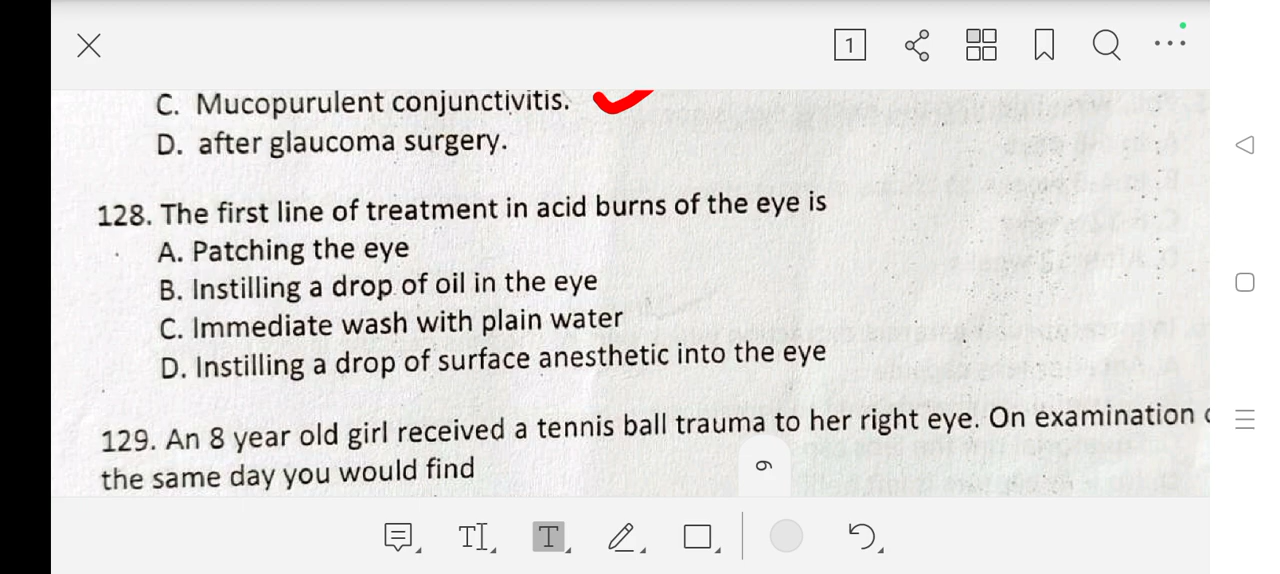 1
C. Mucopurulent conjunctivitis.
D. after glaucoma surgery.
128. The first line of treatment in acid burns of the eye is
A. Patching the eye
B. Instilling a drop of oil in the eye
C. Immediate wash with plain water
D. Instilling a drop of surface anesthetic into the eye
129. An 8 year old girl received a tennis ball trauma to her right eye. On examination
the same day you would find
9
TI
T